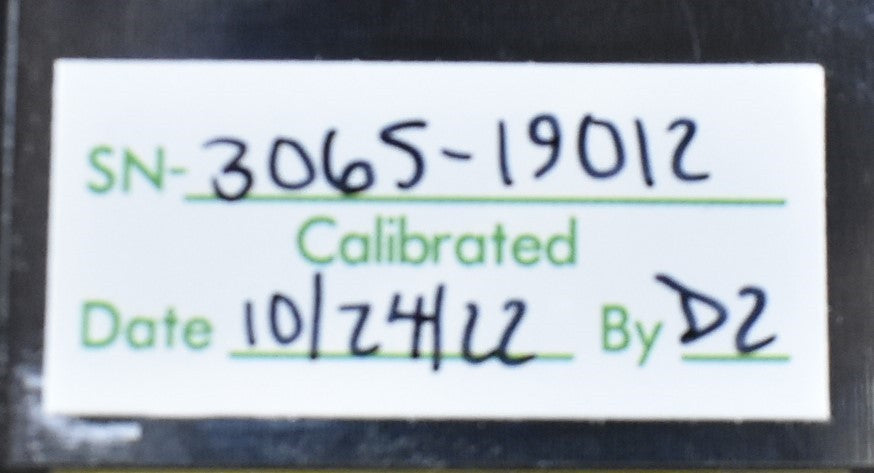 SN-3065-19012
Calibrated
Date 10/24/22 By D2